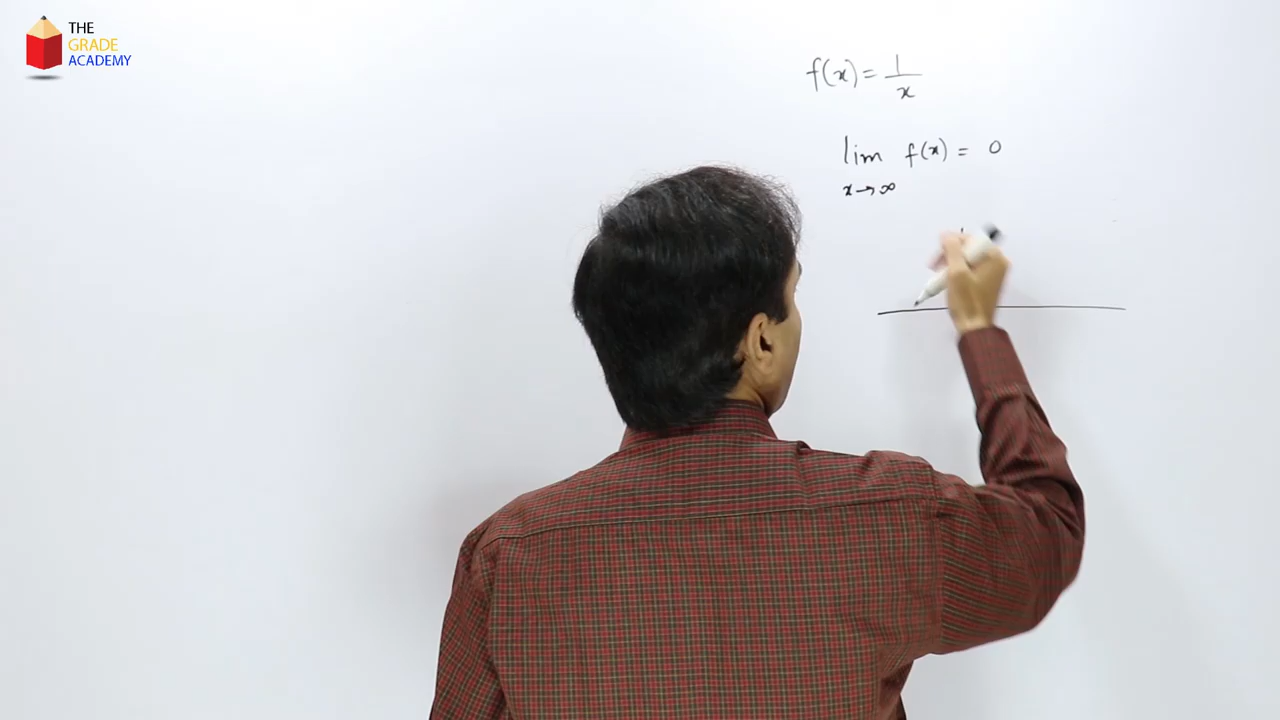 THE
GRADE
ACADEMY
f(x) = 1/x
lim f(x) = 0
x→∞